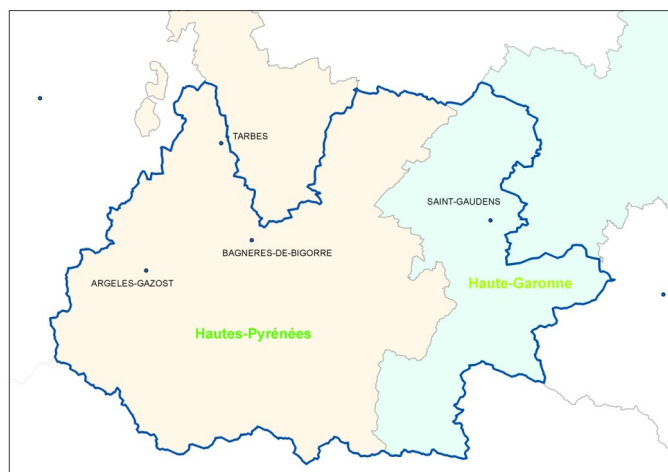 TARBES
SAINT-GAUDENS
BAGNERES-DE-BIGORRE
ARGELES-GAZOST
Haute-Garonne
Hautes-Pyrénées